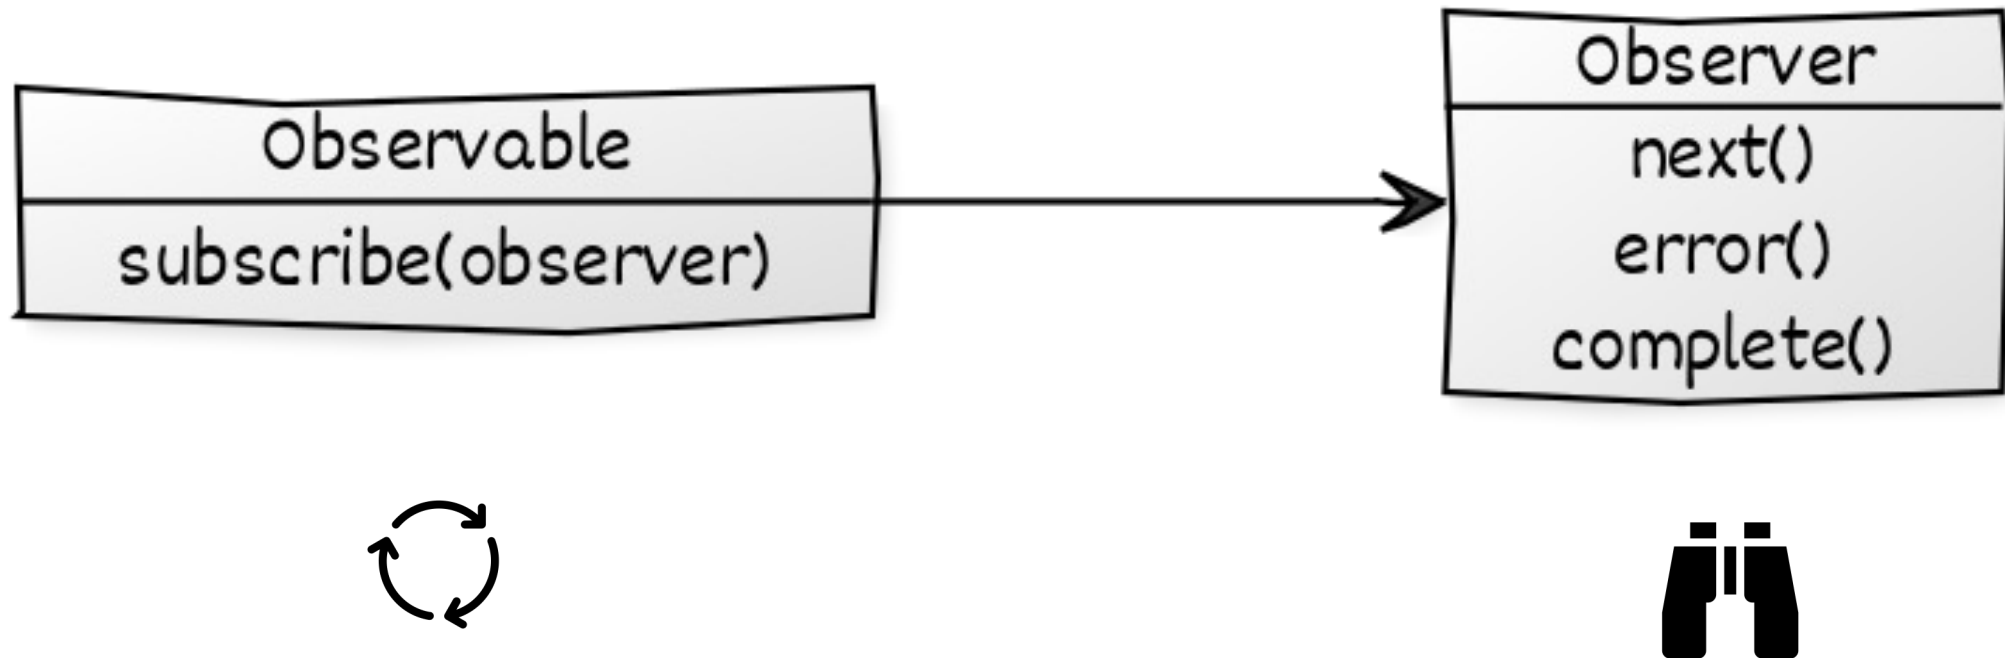 Observable
subscribe(observer)
Observer
next()
error()
complete()